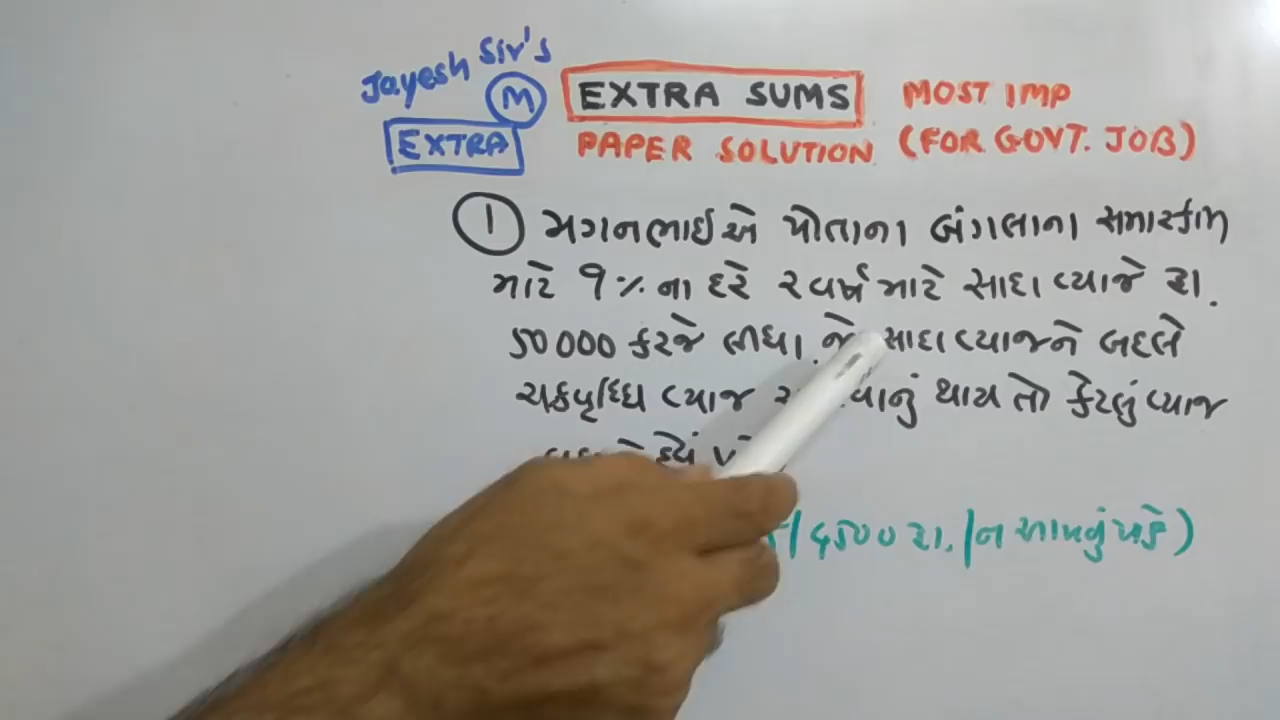 Jayesh Sir's
M
EXTRA
EXTRA SUMS
MOST IMP
PAPER SOLUTION (FOR GOVT. JOB)
1 મગનભાઈએ પોતાના બંગલાના સમારકામ
માટે 9% ના દરે ૨ વર્ષ માટે સાદા વ્યાજે રૂા.
50000 કરજે લીધા. જો સાદા વ્યાજને બદલે
ચક્રવૃધ્ધિ વ્યાજ થાય તો કેટલું વ્યાજ
/ 4500 રૂા. / ન આપવું પડે )